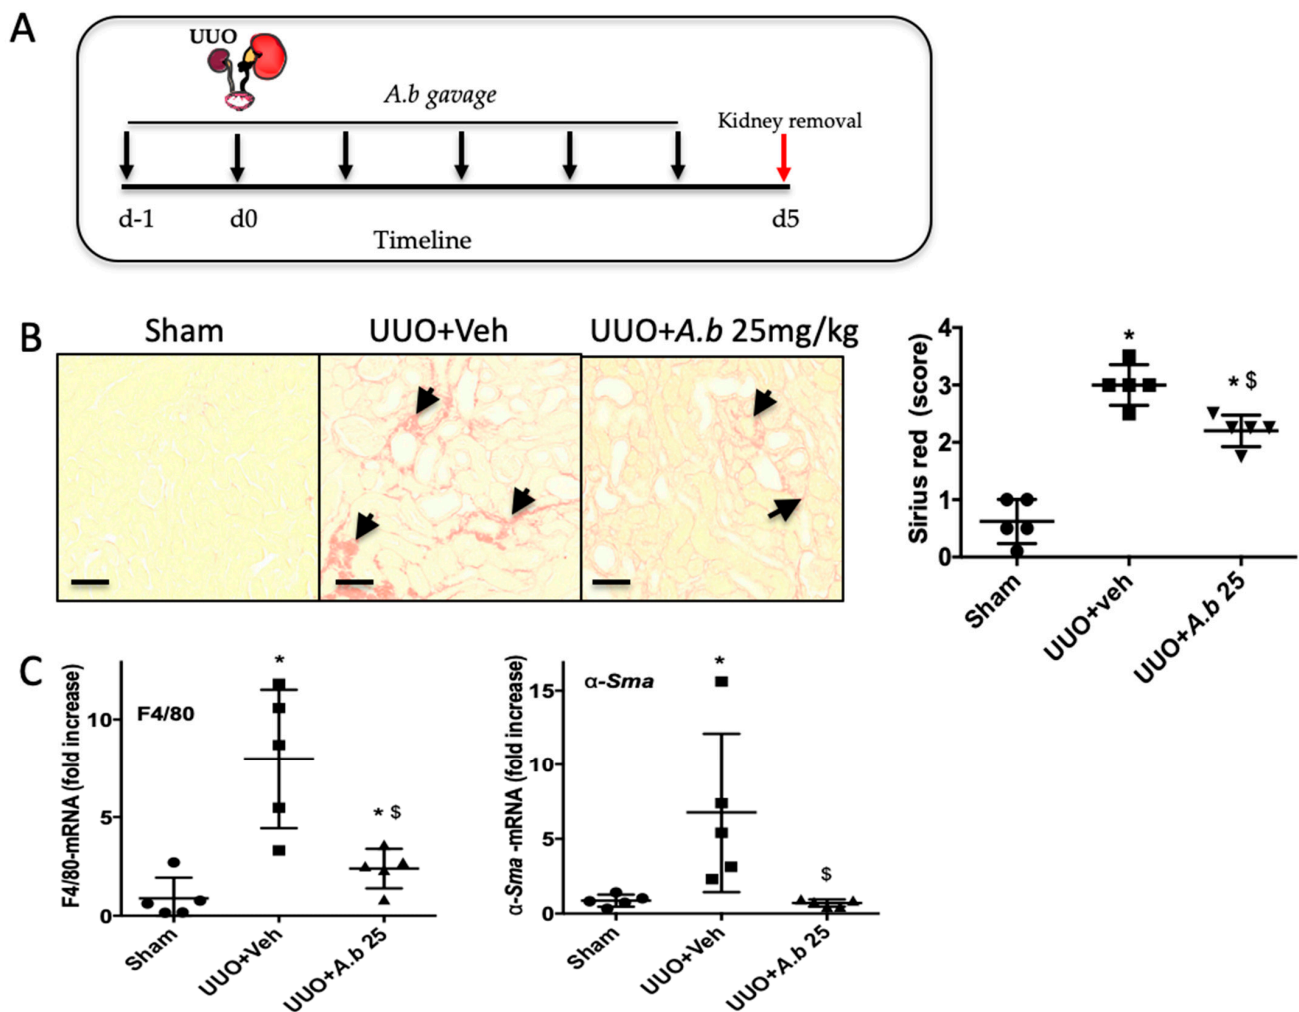 A
UUO
A.b gavage
Kidney removal
d-1
d0
d5
Timeline
B
Sham
UUO+Veh
UUO+A.b 25mg/kg
Sirius red (score)
4
3
2
1
0
* 
* $
Sham
UUO+veh
UUO+A.b 25
C
F4/80-mRNA (fold increase)
F4/80
10
5
0
*
* $
Sham
UUO+Veh
UUO+A.b 25
α-Sma -mRNA (fold increase)
α-Sma
15
10
5
0
*
$
Sham
UUO+Veh
UUO+A.b 25